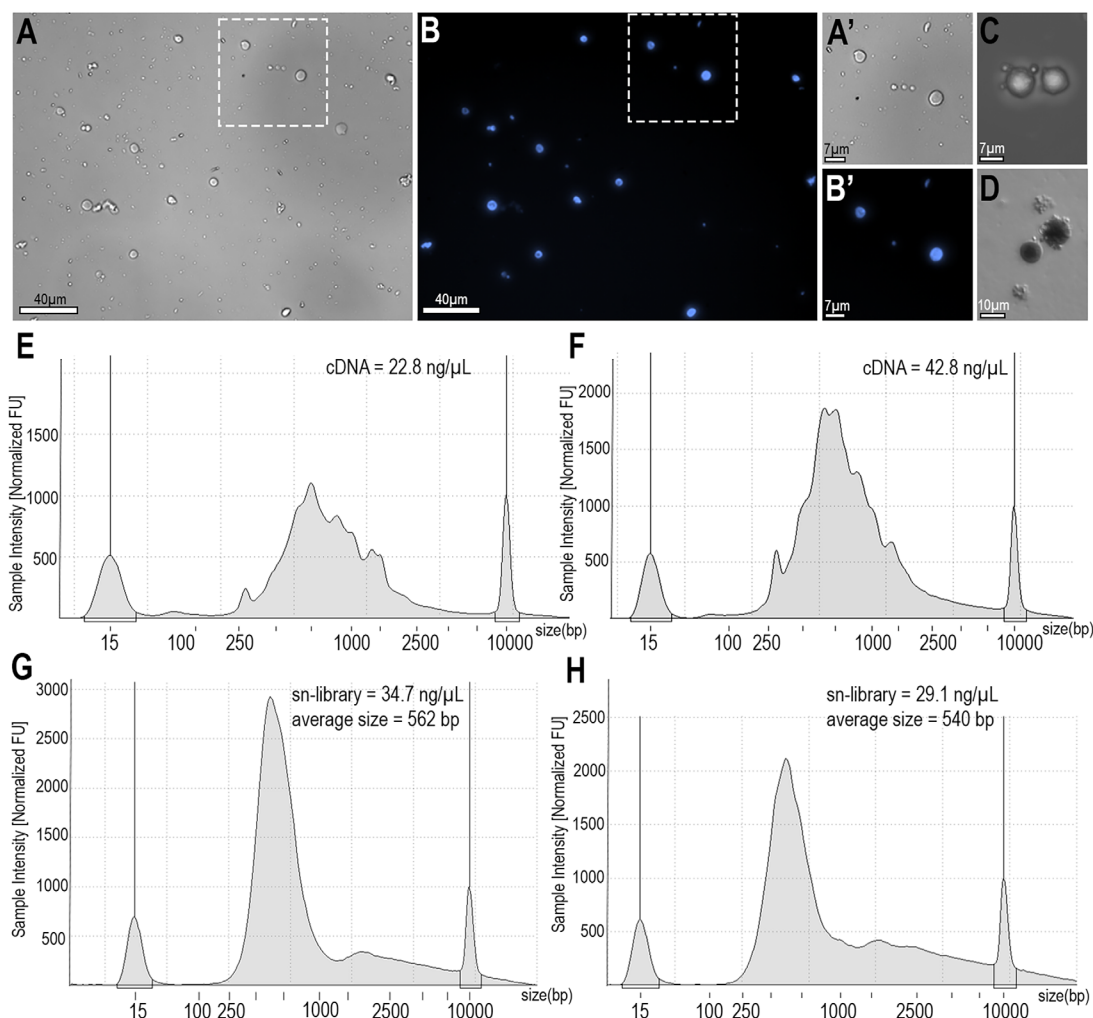 A
B
A’
C
40µm
40µm
7µm
7µm
B’
D
7µm
10µm
E
cDNA = 22.8 ng/µL
Sample Intensity [Normalized FU]
1500
1000
500
15
100
250
1000
2500
10000
size(bp)
F
cDNA = 42.8 ng/µL
Sample Intensity [Normalized FU]
2000
1500
1000
500
15
100
250
1000
2500
10000
size(bp)
G
sn-library = 34.7 ng/µL
average size = 562 bp
Sample Intensity [Normalized FU]
3000
2500
2000
1500
1000
500
15
100
250
1000
2500
10000
size(bp)
H
sn-library = 29.1 ng/µL
average size = 540 bp
Sample Intensity [Normalized FU]
2500
2000
1500
1000
500
15
100
250
1000
2500
10000
size(bp)